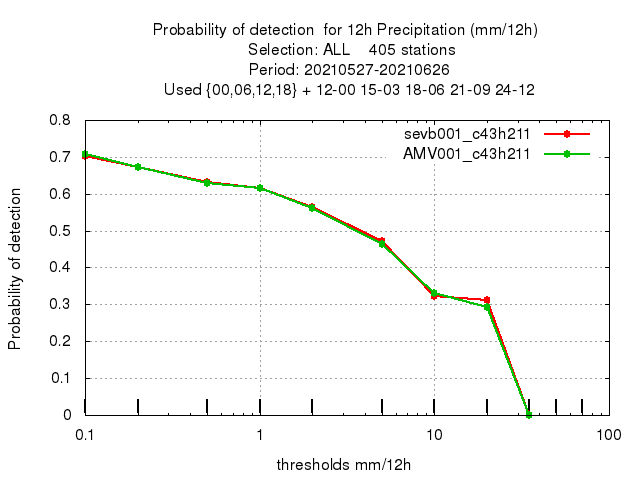 Probability of detection  for 12h Precipitation (mm/12h)
Selection: ALL    405 stations
Period: 20210527-20210626
Used {00,06,12,18} + 12-00 15-03 18-06 21-09 24-12
sevb001_c43h211
AMV001_c43h211
Probability of detection
0.8
0.7
0.6
0.5
0.4
0.3
0.2
0.1
0
0.1 1 10 100
thresholds mm/12h